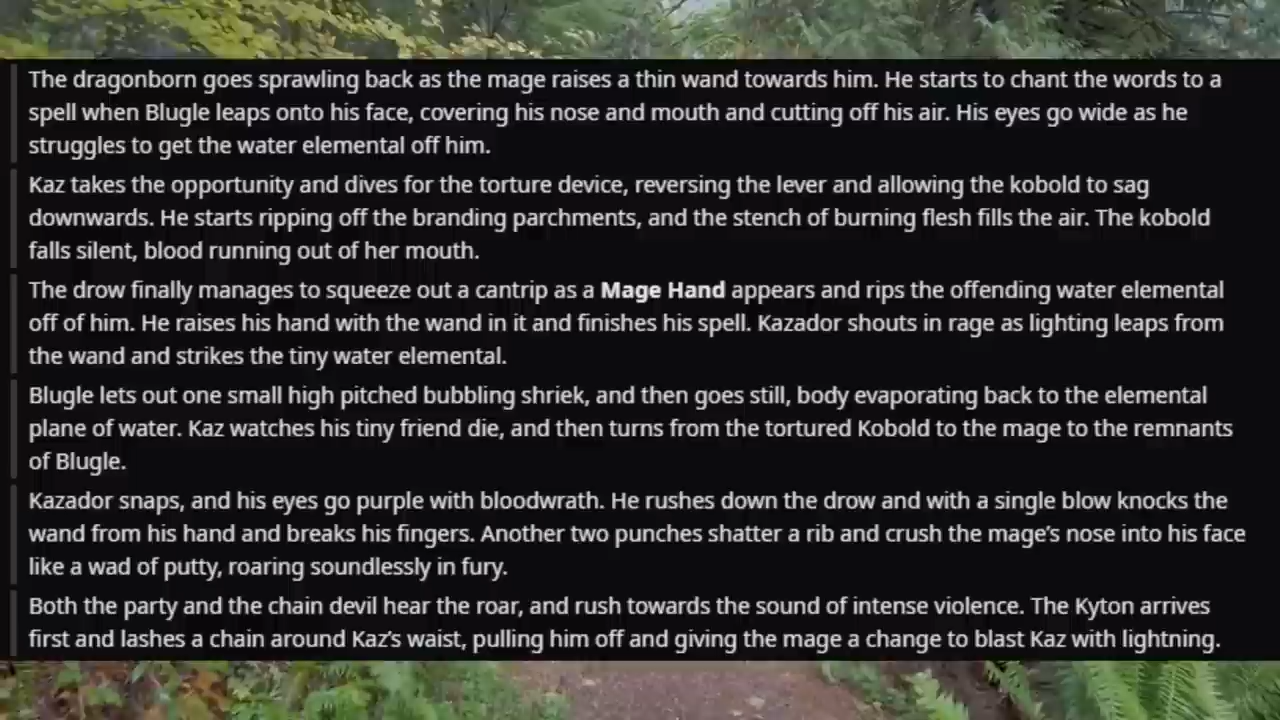 The dragonborn goes sprawling back as the mage raises a thin wand towards him. He starts to chant the words to a
spell when Blugle leaps onto his face, covering his nose and mouth and cutting off his air. His eyes go wide as he
struggles to get the water elemental off him.
Kaz takes the opportunity and dives for the torture device, reversing the lever and allowing the kobold to sag
downwards. He starts ripping off the branding parchments, and the stench of burning flesh fills the air. The kobold
falls silent, blood running out of her mouth.
The drow finally manages to squeeze out a cantrip as a Mage Hand appears and rips the offending water elemental
off of him. He raises his hand with the wand in it and finishes his spell. Kazador shouts in rage as lighting leaps from
the wand and strikes the tiny water elemental.
Blugle lets out one small high pitched bubbling shriek, and then goes still, body evaporating back to the elemental
plane of water. Kaz watches his tiny friend die, and then turns from the tortured Kobold to the mage to the remnants
of Blugle.
Kazador snaps, and his eyes go purple with bloodwrath. He rushes down the drow and with a single blow knocks the
wand from his hand and breaks his fingers. Another two punches shatter a rib and crush the mage’s nose into his face
like a wad of putty, roaring soundlessly in fury.
Both the party and the chain devil hear the roar, and rush towards the sound of intense violence. The Kyton arrives
first and lashes a chain around Kaz’s waist, pulling him off and giving the mage a change to blast Kaz with lightning.